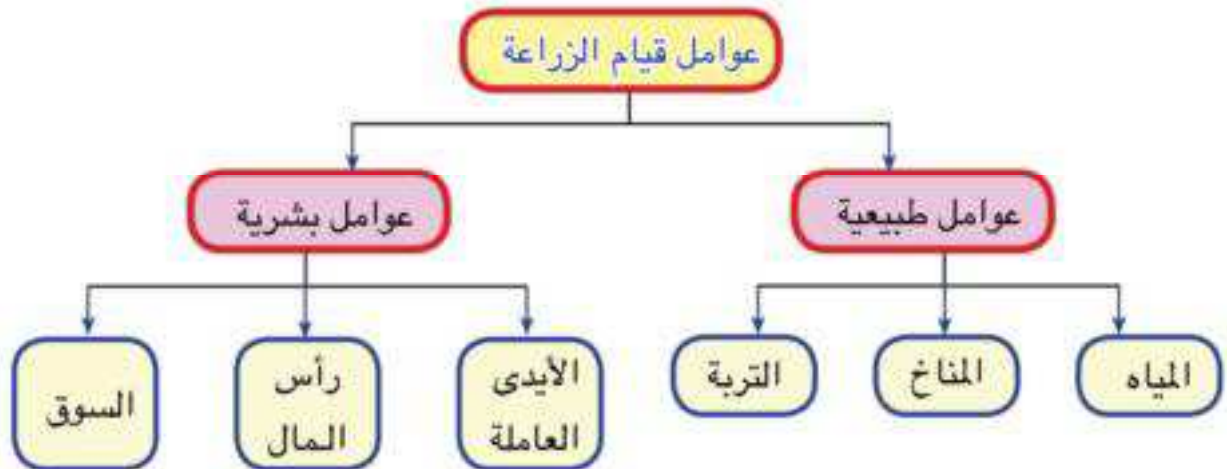 عوامل قيام الزراعة
عوامل طبيعية
عوامل بشرية
المياه
المناخ
التربة
الأيدى
العاملة
رأس
المال
السوق